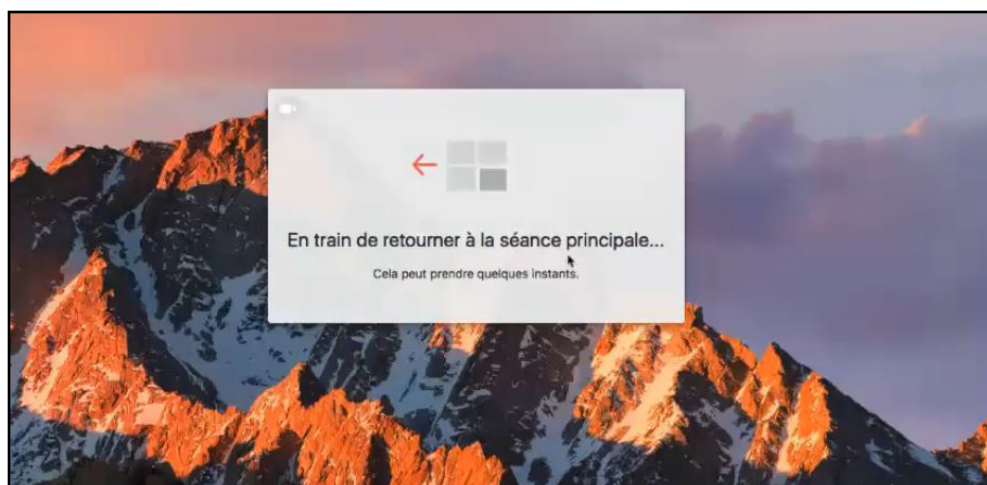 En train de retourner à la séance principale...
Cela peut prendre quelques instants.